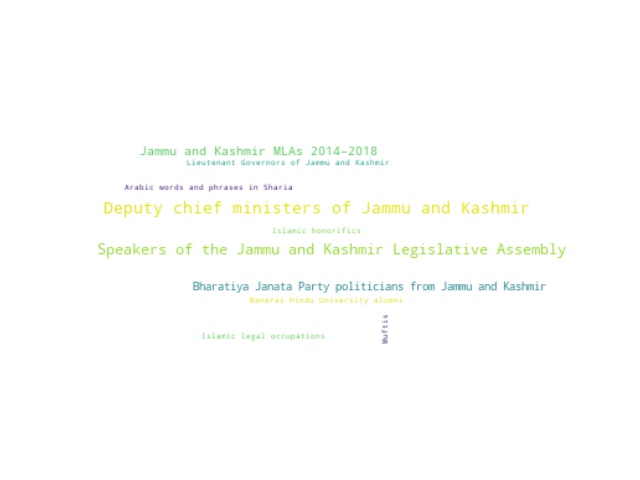 Jammu and Kashmir MLAs 2014–2018
Lieutenant Governors of Jammu and Kashmir
Arabic words and phrases in Sharia
Deputy chief ministers of Jammu and Kashmir
Islamic honorifics
Speakers of the Jammu and Kashmir Legislative Assembly
Bharatiya Janata Party politicians from Jammu and Kashmir
Banaras Hindu University alumni
Muftis
Islamic legal occupations